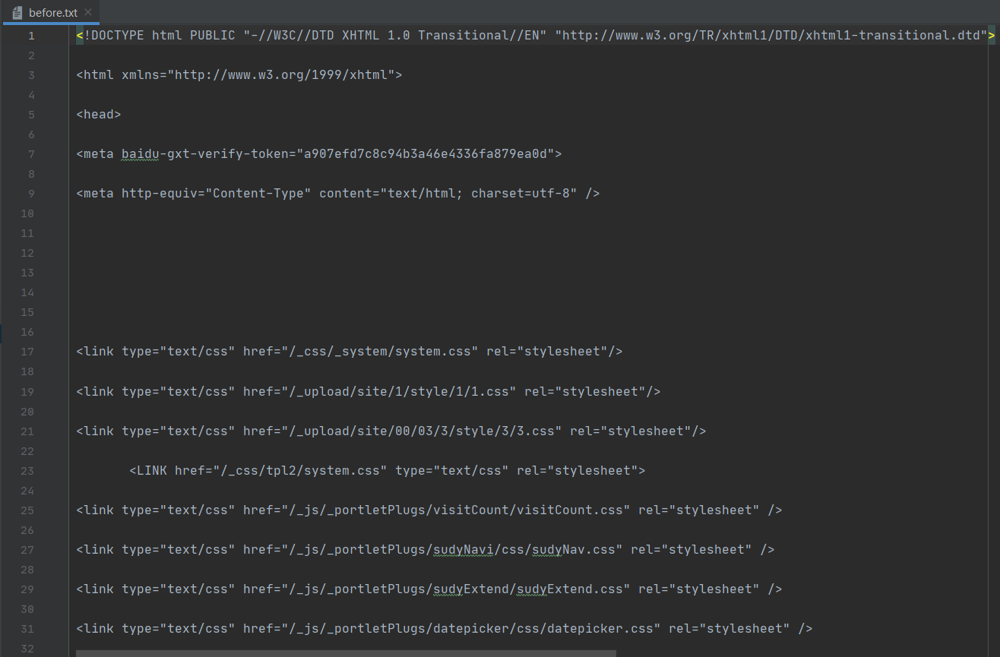 before.txt
1 <!DOCTYPE html PUBLIC "-//W3C//DTD XHTML 1.0 Transitional//EN" "http://www.w3.org/TR/xhtml1/DTD/xhtml1-transitional.dtd">
2
3 <html xmlns="http://www.w3.org/1999/xhtml">
4
5 <head>
6
7 <meta baidu-gxt-verify-token="a907efd7c8c94b3a46e4336fa879ea0d">
8
9 <meta http-equiv="Content-Type" content="text/html; charset=utf-8" />
10
11
12
13
14
15
16
17 <link type="text/css" href="/_css/_system/system.css" rel="stylesheet"/>
18
19 <link type="text/css" href="/_upload/site/1/style/1/1.css" rel="stylesheet"/>
20
21 <link type="text/css" href="/_upload/site/00/03/3/style/3/3.css" rel="stylesheet"/>
22
23 <LINK href="/_css/tpl2/system.css" type="text/css" rel="stylesheet">
24
25 <link type="text/css" href="/_js/_portletPlugs/visitCount/visitCount.css" rel="stylesheet" />
26
27 <link type="text/css" href="/_js/_portletPlugs/sudyNavi/css/sudyNav.css" rel="stylesheet" />
28
29 <link type="text/css" href="/_js/_portletPlugs/sudyExtend/sudyExtend.css" rel="stylesheet" />
30
31 <link type="text/css" href="/_js/_portletPlugs/datepicker/css/datepicker.css" rel="stylesheet" />
32